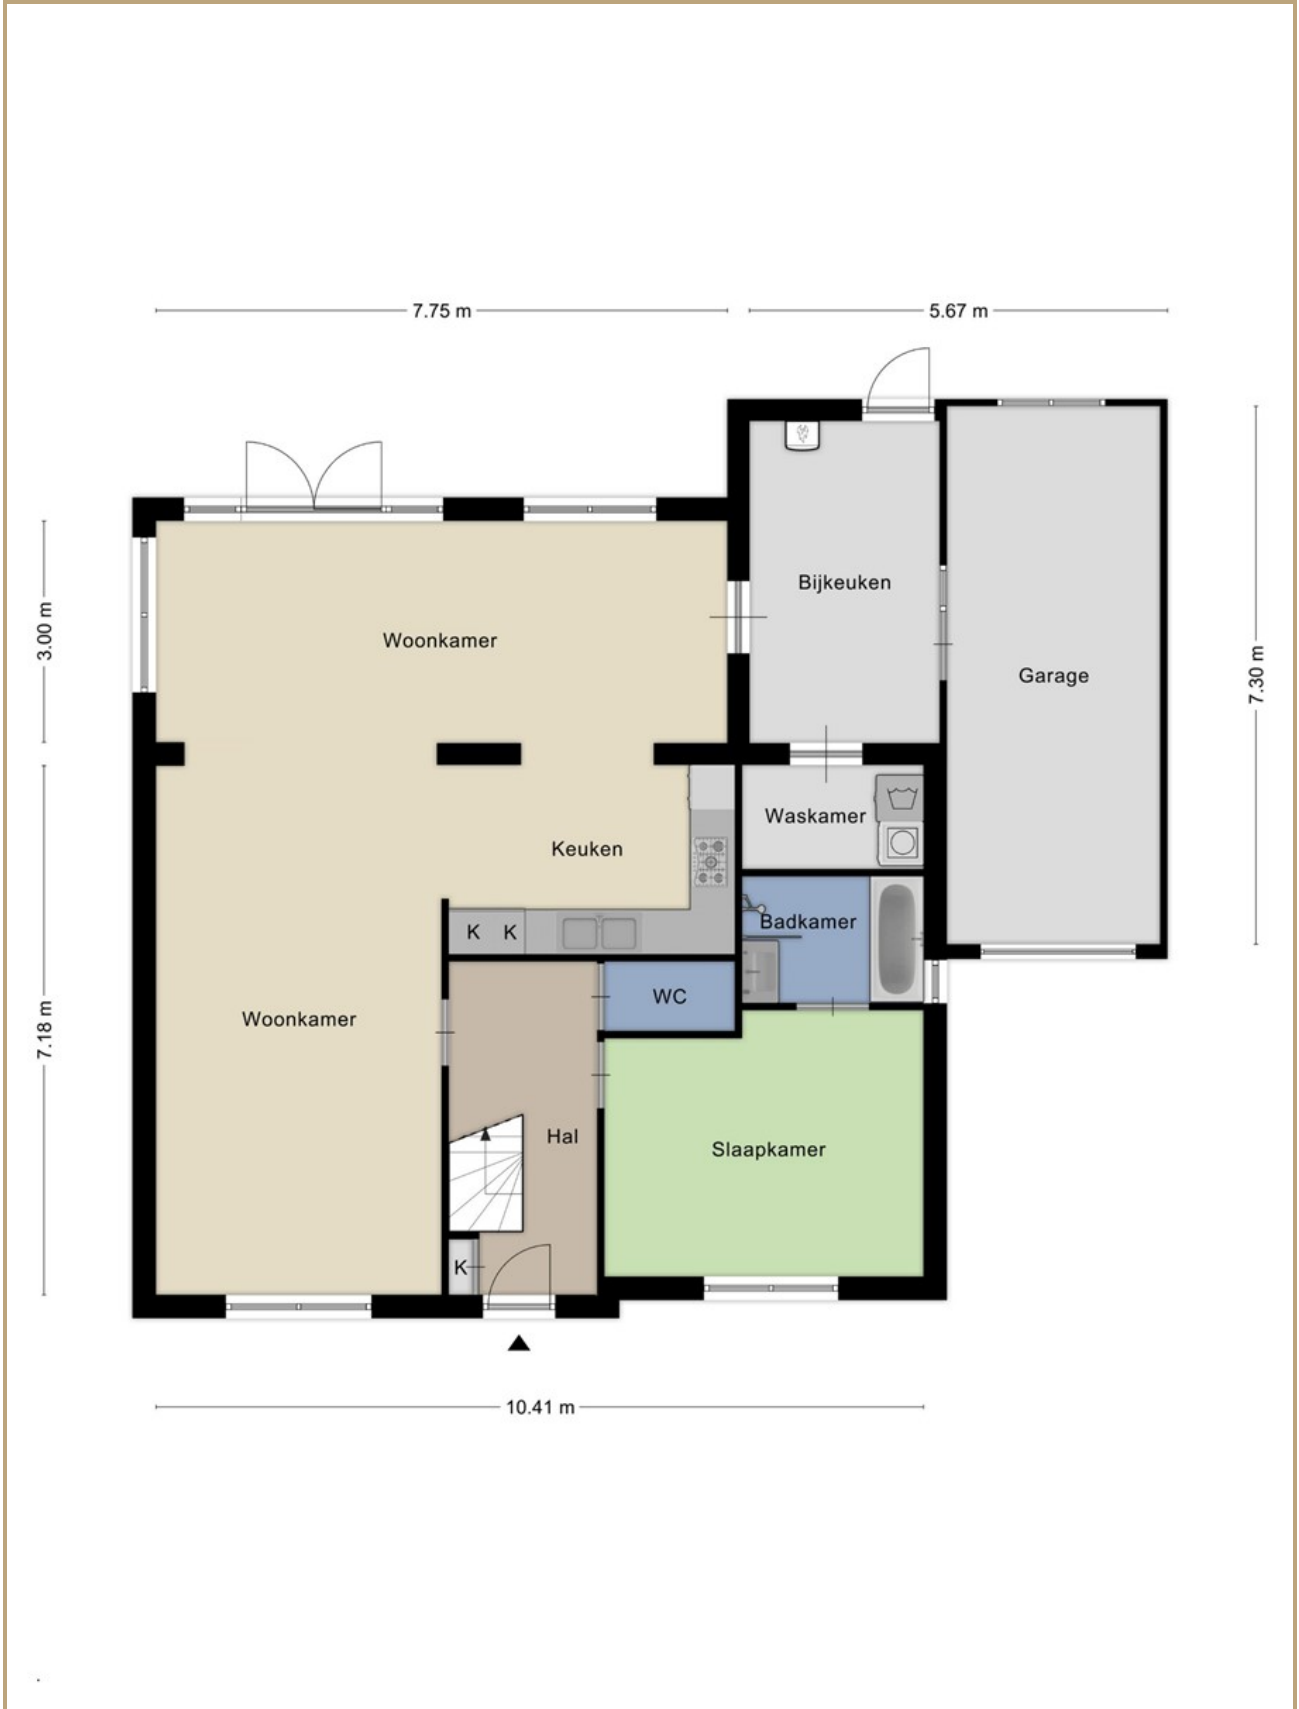 7.75 m
5.67 m
Woonkamer
3.00 m
Bijkeuken
Garage
7.30 m
Waskamer
Keuken
Badkamer
K K
WC
Woonkamer
7.18 m
Hal
Slaapkamer
K
10.41 m